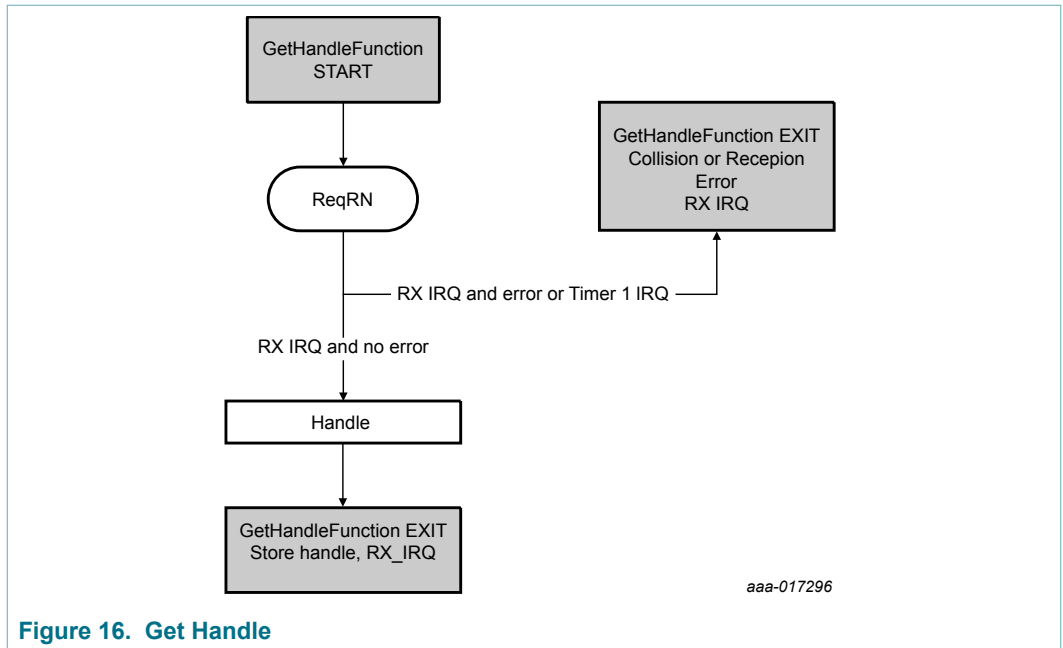 GetHandleFunction
START
GetHandleFunction EXIT
Collision or Recepion
Error
RX IRQ
ReqRN
RX IRQ and error or Timer 1 IRQ
RX IRQ and no error
Handle
GetHandleFunction EXIT
Store handle, RX_IRQ
aaa-017296
Figure 16. Get Handle